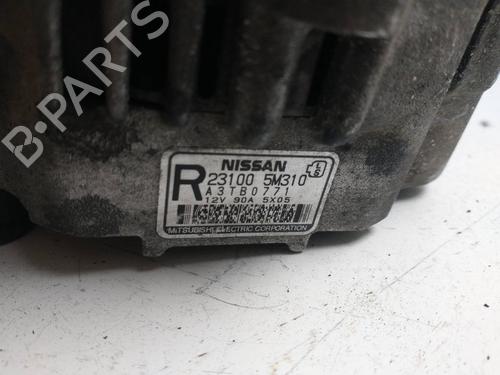 B-PARTS
NISSAN
R 23100 5M310
A3TB0771
12V 90A 5X05
MITSUBISHI ELECTRIC CORPORATION